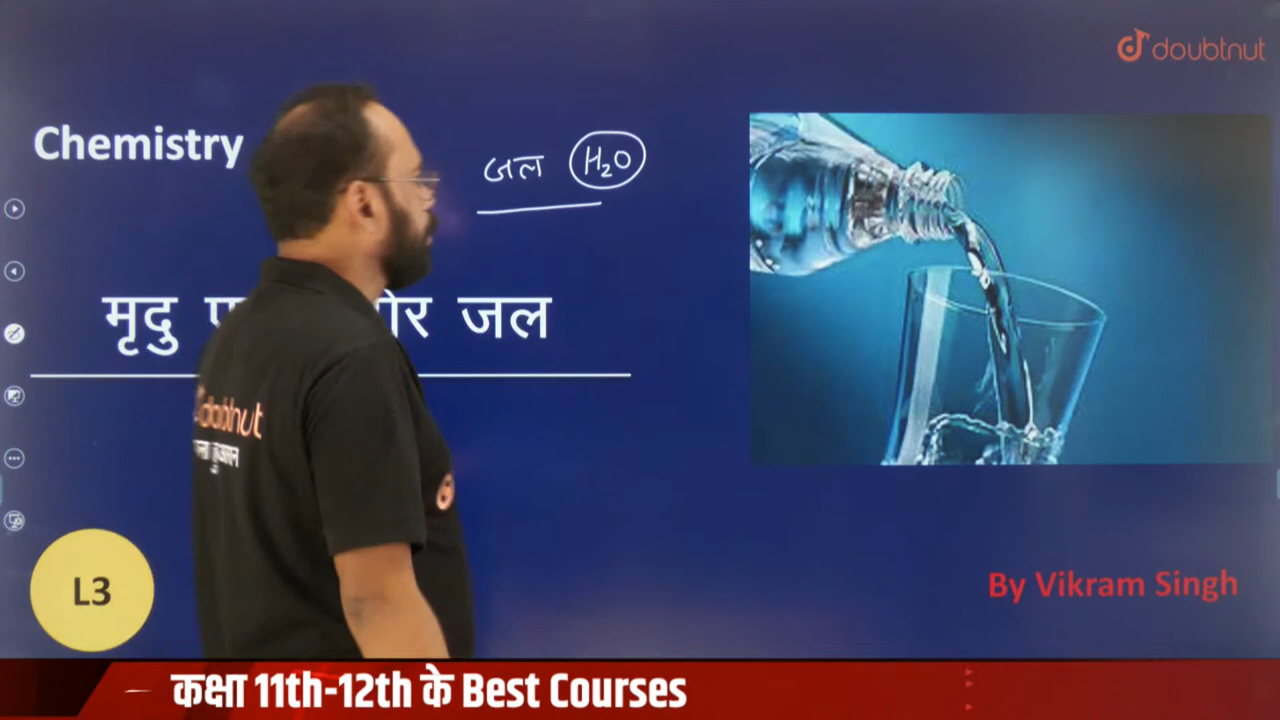 doubtnut
Chemistry
जल H₂O
मृदु जल
doubtnut
L3
By Vikram Singh
कक्षा 11th-12th के Best Courses